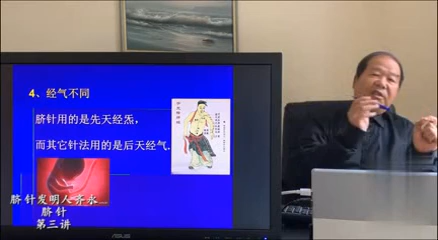 4、经气不同
脐针用的是先天经炁，
而其它针法用的是后天经气.
脐针发明人齐永
脐针
第三讲
ASUS